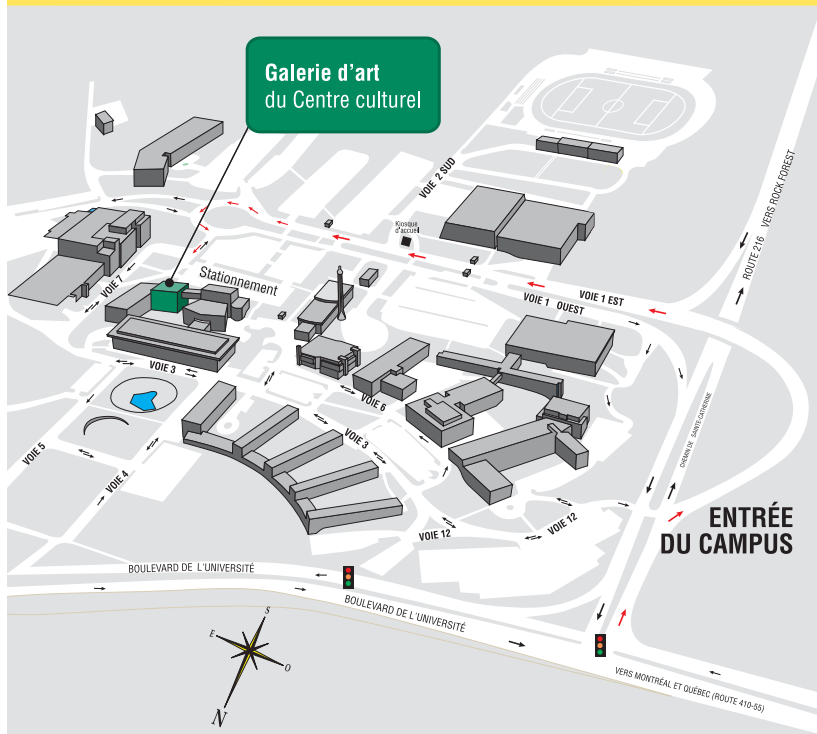 Galerie d'art
du Centre culturel
VOIE 2 SUD
Kiosque
d'accueil
ROUTE 216 VERS ROCK FOREST
VOIE 7
Stationnement
VOIE 1 EST
VOIE 1 OUEST
VOIE 3
VOIE 6
CHEMIN DE SAINTE-CATHERINE
VOIE 3
VOIE 5
VOIE 4
VOIE 12
VOIE 12
ENTRÉE
DU CAMPUS
BOULEVARD DE L'UNIVERSITÉ
BOULEVARD DE L'UNIVERSITÉ
S
E
O
N
VERS MONTRÉAL ET QUÉBEC (ROUTE 410-55)